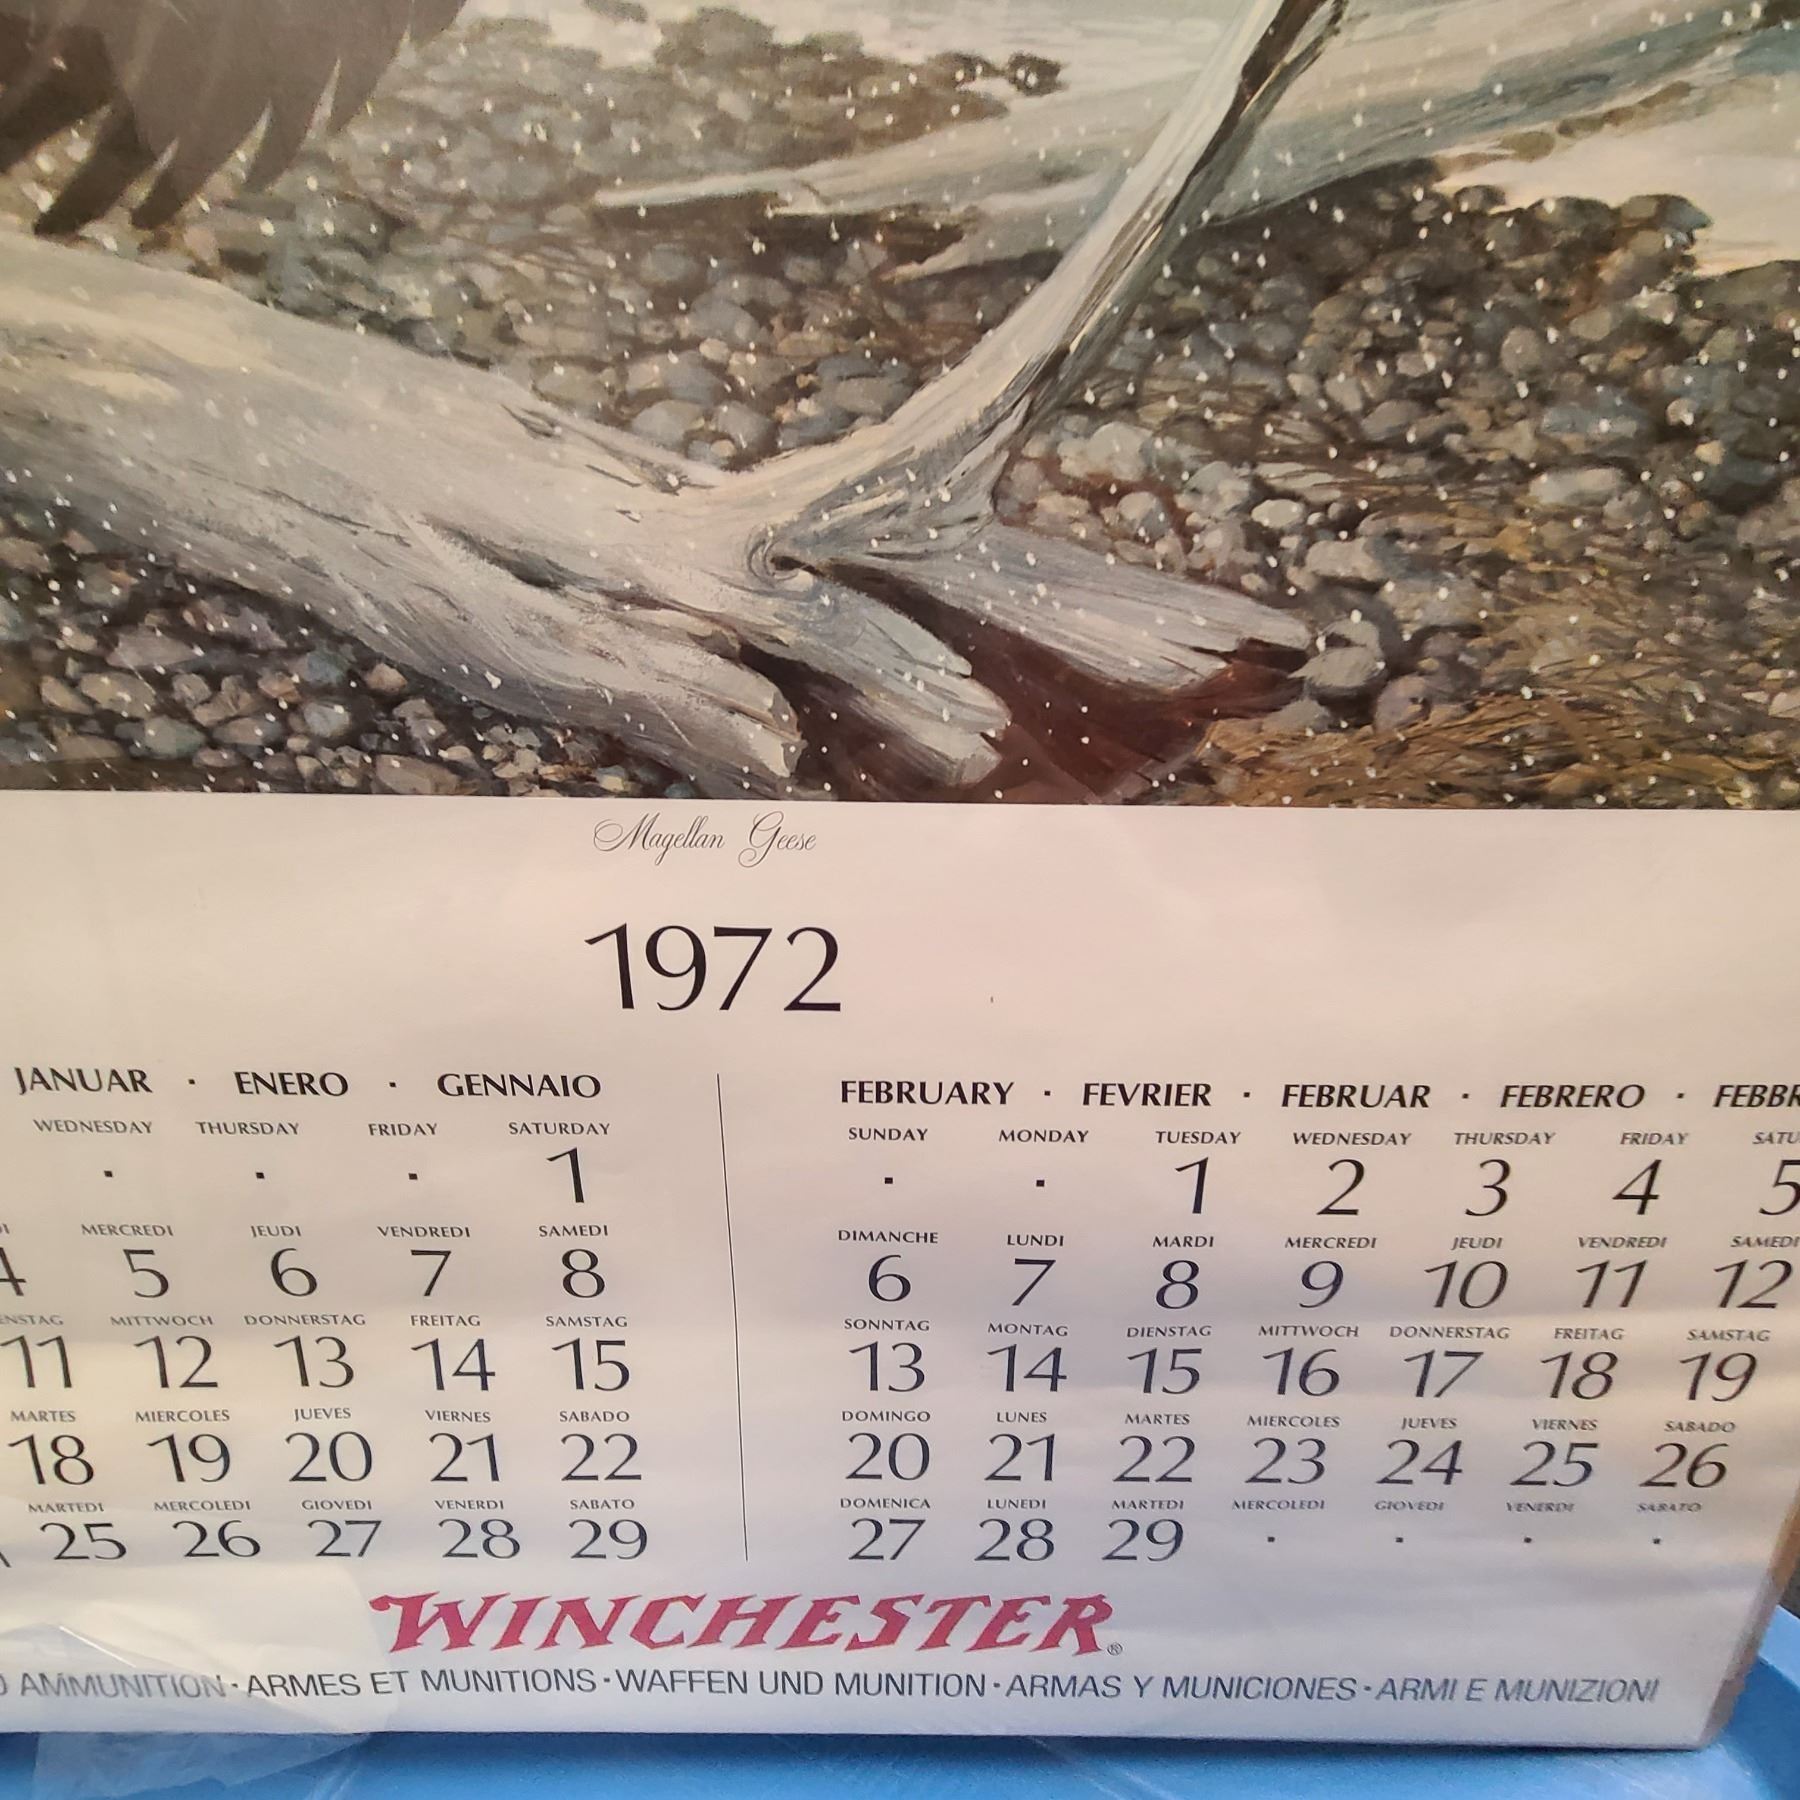 Magellan Geese
1972
JANUAR · ENERO · GENNAIO
WEDNESDAY THURSDAY FRIDAY SATURDAY
· · · 1
MERCREDI JEUDI VENDREDI SAMEDI
4 5 6 7 8
MITTWOCH DONNERSTAG FREITAG SAMSTAG
11 12 13 14 15
MARTES MIERCOLES JUEVES VIERNES SABADO
18 19 20 21 22
MARTEDI MERCOLEDI GIOVEDI VENERDI SABATO
25 26 27 28 29
FEBRUARY · FEVRIER · FEBRUAR · FEBRERO · FEBBR
SUNDAY MONDAY TUESDAY WEDNESDAY THURSDAY FRIDAY SATU
· · 1 2 3 4 5
DIMANCHE LUNDI MARDI MERCREDI JEUDI VENDREDI SAMEDI
6 7 8 9 10 11 12
SONNTAG MONTAG DIENSTAG MITTWOCH DONNERSTAG FREITAG SAMSTAG
13 14 15 16 17 18 19
DOMINGO LUNES MARTES MIERCOLES JUEVES VIERNES SABADO
20 21 22 23 24 25 26
DOMENICA LUNEDI MARTEDI MERCOLEDI GIOVEDI VENERDI SABATO
27 28 29 · · · ·
WINCHESTER®
AMMUNITION · ARMES ET MUNITIONS · WAFFEN UND MUNITION · ARMAS Y MUNICIONES · ARMI E MUNIZIONI